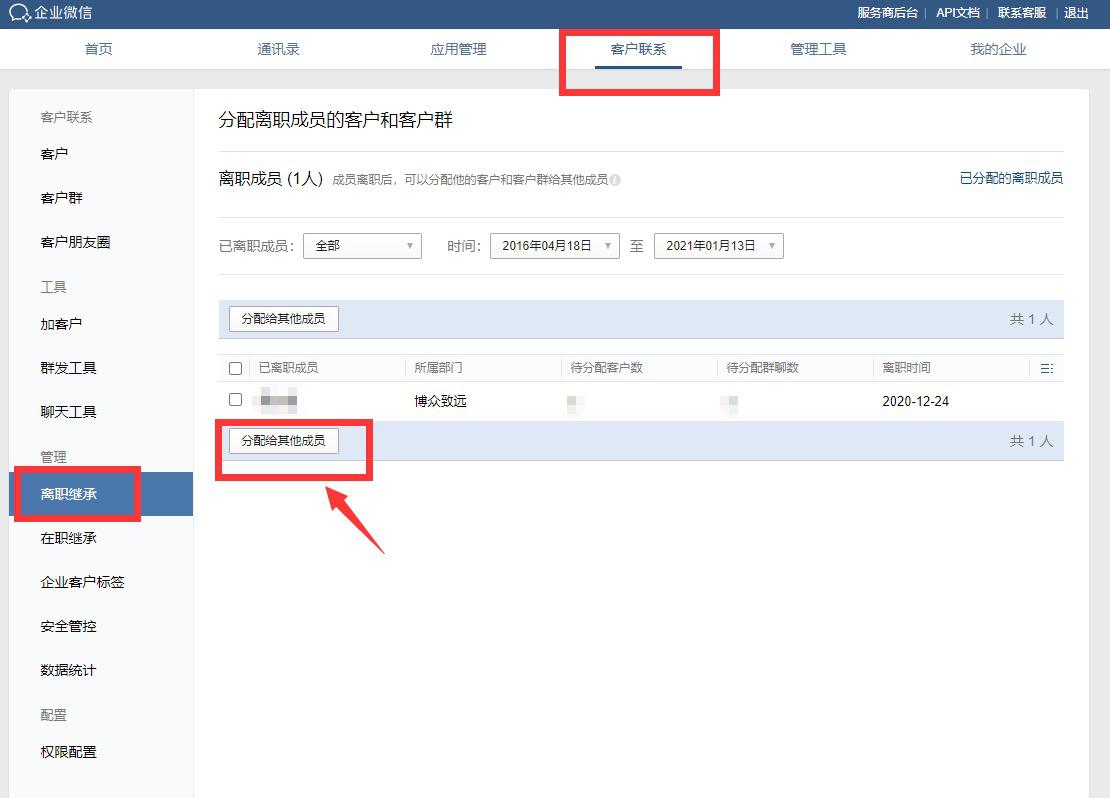 企业微信
服务商后台 | API文档 | 联系客服 | 退出
首页 通讯录 应用管理 客户联系 管理工具 我的企业
客户联系
客户
客户群
客户朋友圈
工具
加客户
群发工具
聊天工具
管理
离职继承
在职继承
企业客户标签
安全管控
数据统计
配置
权限配置
分配离职成员的客户和客户群
离职成员 (1人) 成员离职后，可以分配他的客户和客户群给其他成员
已分配的离职成员
已离职成员： 全部 时间： 2016年04月18日 至 2021年01月13日
分配给其他成员 共 1 人
已离职成员 所属部门 待分配客户数 待分配群聊数 离职时间
博众致远 2020-12-24
分配给其他成员 共 1 人